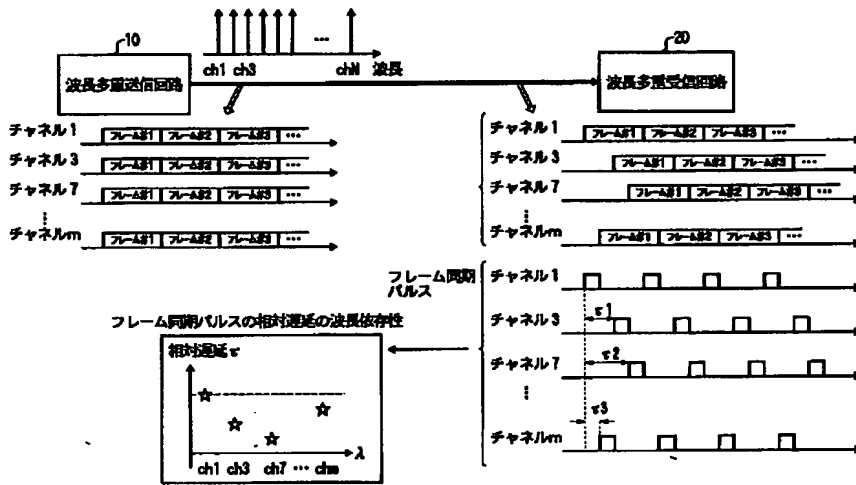 10
20
波長多重送信回路
ch1
ch3
...
chN
波長
波長多重受信回路
チャネル1
フレーム#1
フレーム#2
フレーム#3
...
チャネル3
フレーム#1
フレーム#2
フレーム#3
...
チャネル7
フレーム#1
フレーム#2
フレーム#3
...
チャネルm
フレーム#1
フレーム#2
フレーム#3
...
チャネル1
フレーム#1
フレーム#2
フレーム#3
...
チャネル3
フレーム#1
フレーム#2
フレーム#3
...
チャネル7
フレーム#1
フレーム#2
フレーム#3
...
チャネルm
フレーム#1
フレーム#2
フレーム#3
...
フレーム同期
パルス
チャネル1
チャネル3
τ1
チャネル7
τ2
チャネルm
τ3
フレーム同期パルスの相対遅延の波長依存性
相対遅延τ
λ
ch1
ch3
ch7
...
chm